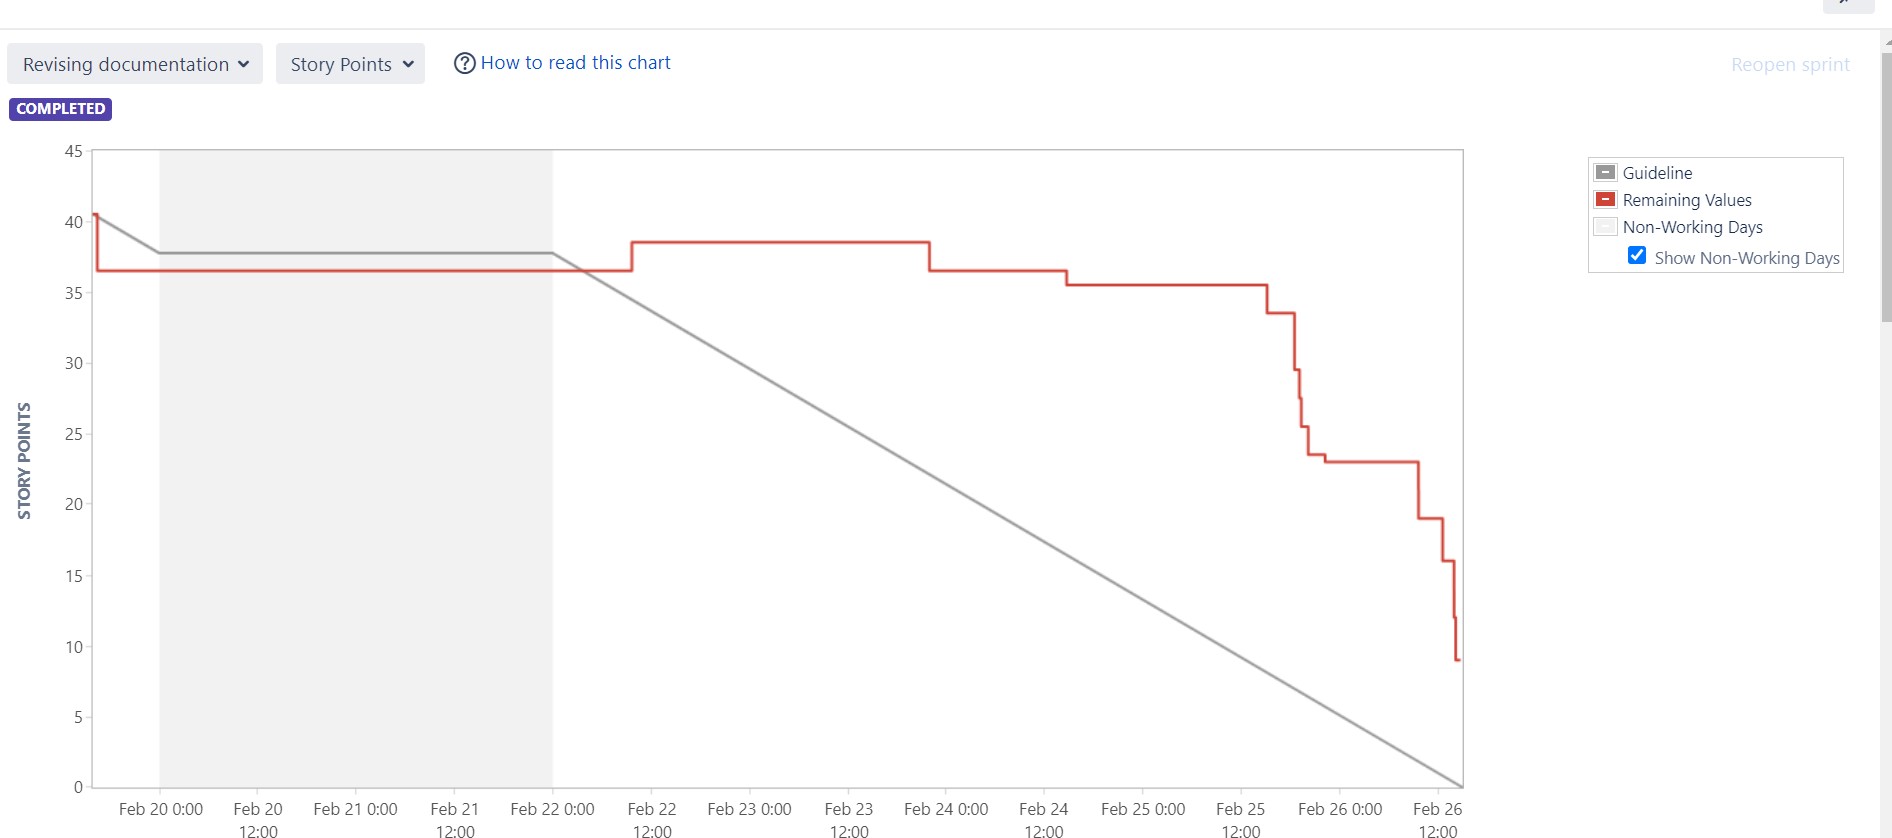 Revising documentation
Story Points
How to read this chart
Reopen sprint
COMPLETED
Guideline
Remaining Values
Non-Working Days
Show Non-Working Days
STORY POINTS
45
40
35
30
25
20
15
10
5
0
Feb 20 0:00
Feb 20
12:00
Feb 21 0:00
Feb 21
12:00
Feb 22 0:00
Feb 22
12:00
Feb 23 0:00
Feb 23
12:00
Feb 24 0:00
Feb 24
12:00
Feb 25 0:00
Feb 25
12:00
Feb 26 0:00
Feb 26
12:00